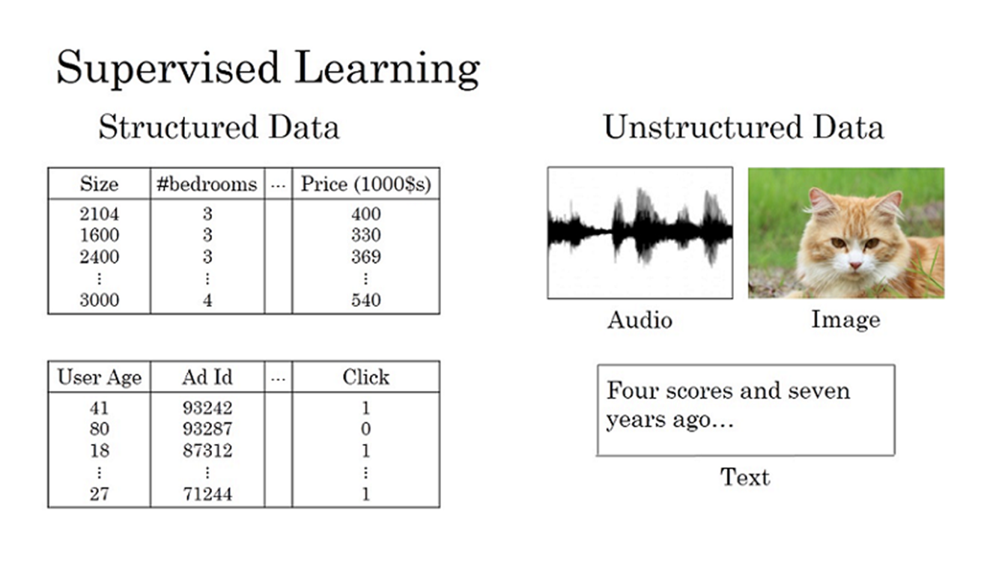 Supervised Learning
Structured Data
Size #bedrooms ... Price (1000$s)
2104 3 400
1600 3 330
2400 3 369
⋮ ⋮ ⋮
3000 4 540
User Age Ad Id ... Click
41 93242 1
80 93287 0
18 87312 1
⋮ ⋮ ⋮
27 71244 1
Unstructured Data
Audio
Image
Four scores and seven
years ago...
Text